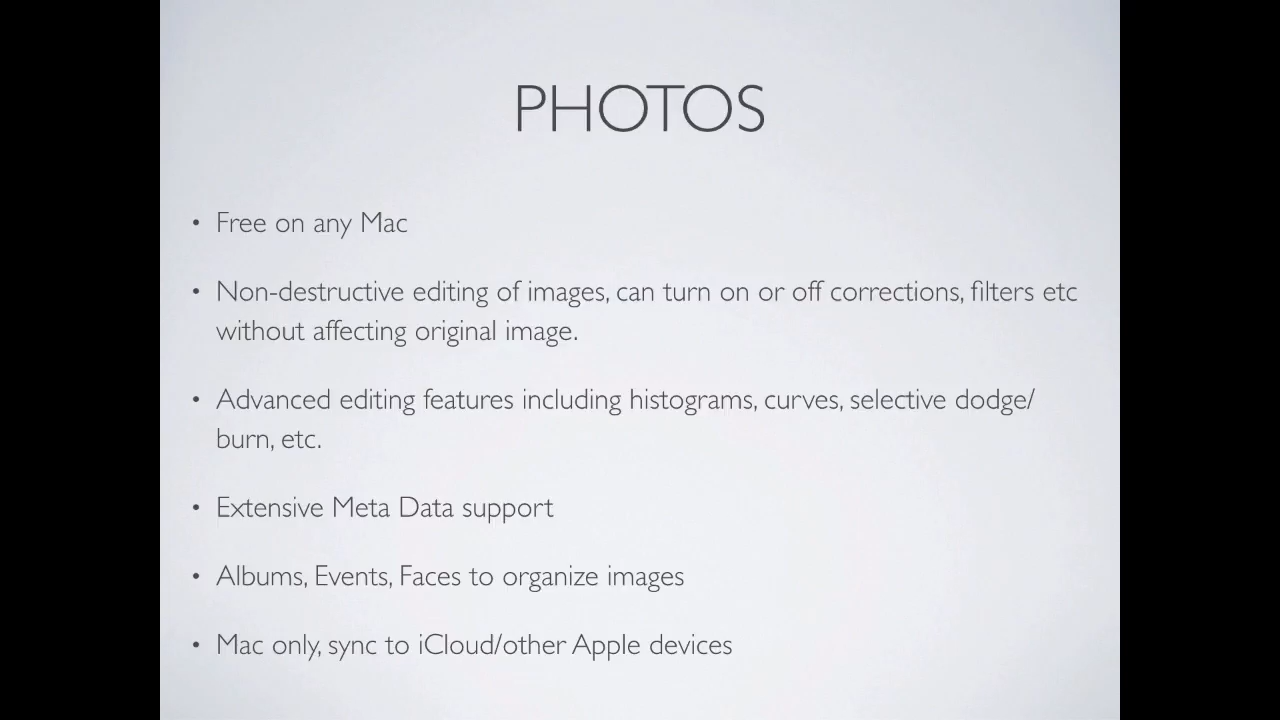 PHOTOS
• Free on any Mac
• Non-destructive editing of images, can turn on or off corrections, filters etc
without affecting original image.
• Advanced editing features including histograms, curves, selective dodge/
burn, etc.
• Extensive Meta Data support
• Albums, Events, Faces to organize images
• Mac only, sync to iCloud/other Apple devices